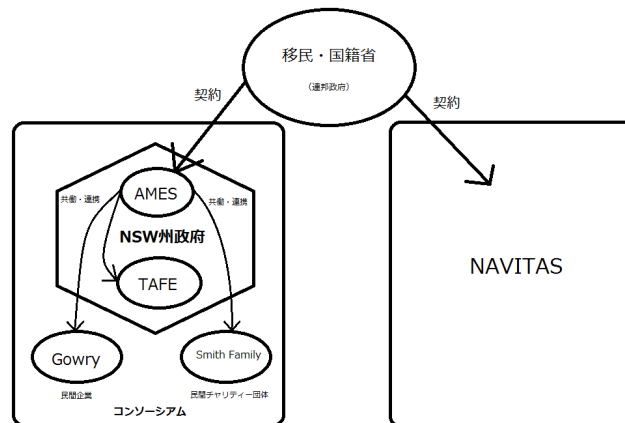 移民・国籍省
（連邦政府）
契約
契約
AMES
共働・連携
共働・連携
NSW州政府
TAFE
NAVITAS
Gowry
Smith Family
民間企業
民間チャリティー団体
コンソーシアム